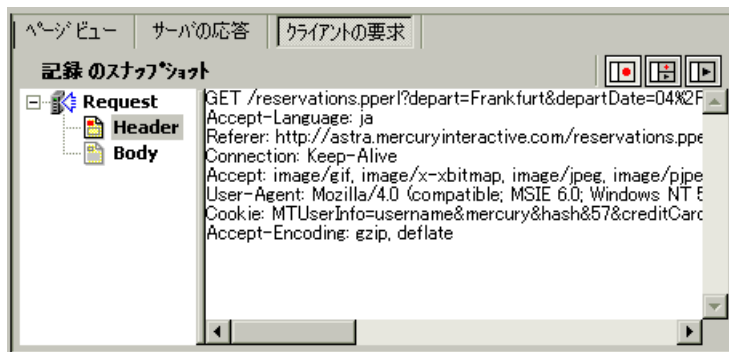 ページビュー サーバの応答 クライアントの要求
記録 のスナップショット
Request
Header
Body
GET /reservations.pperl?depart=Frankfurt&departDate=04%2F
Accept-Language: ja
Referer: http://astra.mercuryinteractive.com/reservations.ppe
Connection: Keep-Alive
Accept: image/gif, image/x-xbitmap, image/jpeg, image/pjpe
User-Agent: Mozilla/4.0 (compatible; MSIE 6.0; Windows NT 5
Cookie: MTUserInfo=username&mercury&hash&57&creditCard
Accept-Encoding: gzip, deflate